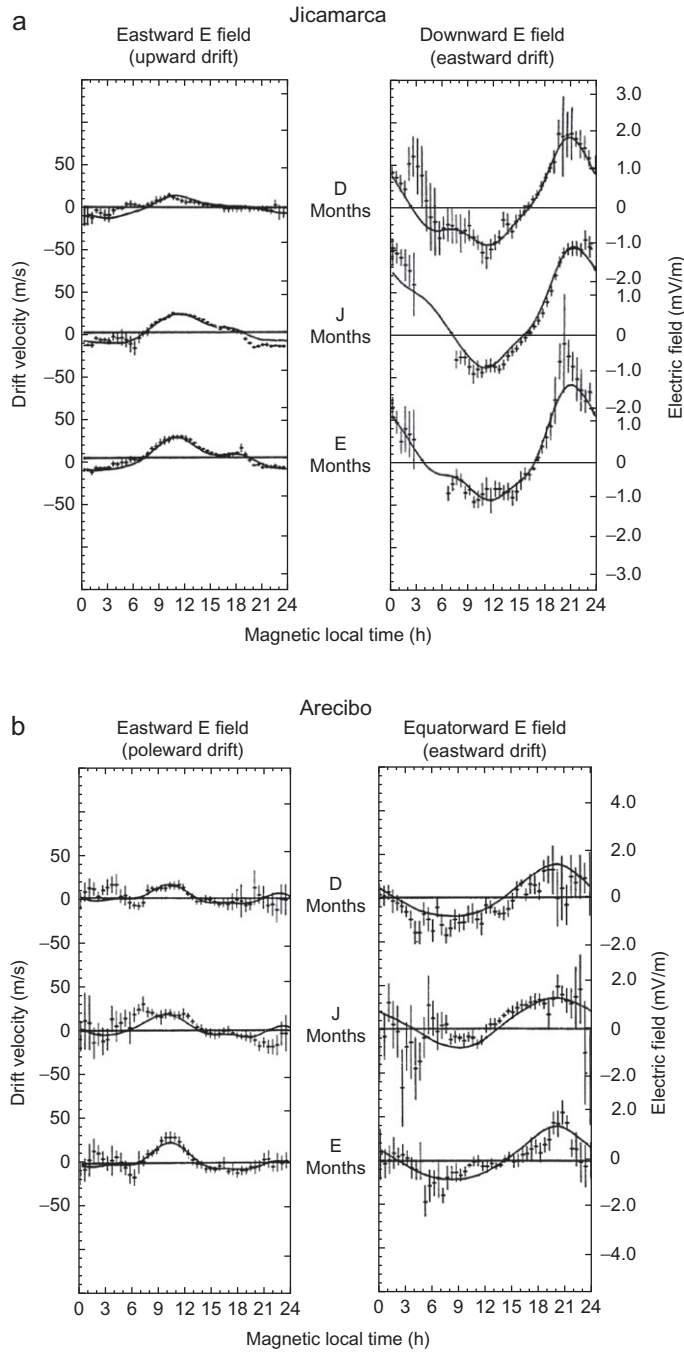 a
Jicamarca
Eastward E field
(upward drift)
Downward E field
(eastward drift)
Drift velocity (m/s)
50
0
−50
50
0
−50
50
0
−50
D
Months
J
Months
E
Months
3.0
2.0
1.0
0
−1.0
−2.0
1.0
0
−1.0
−2.0
1.0
0
−1.0
−2.0
−3.0
Electric field (mV/m)
0 3 6 9 12 15 18 21 24
0 3 6 9 12 15 18 21 24
Magnetic local time (h)
b
Arecibo
Eastward E field
(poleward drift)
Equatorward E field
(eastward drift)
Drift velocity (m/s)
50
0
−50
50
0
50
0
−50
D
Months
J
Months
E
Months
4.0
2.0
0
−2.0
2.0
0
−2.0
2.0
0
−2.0
−4.0
Electric field (mV/m)
0 3 6 9 12 15 18 21 24
0 3 6 9 12 15 18 21 24
Magnetic local time (h)